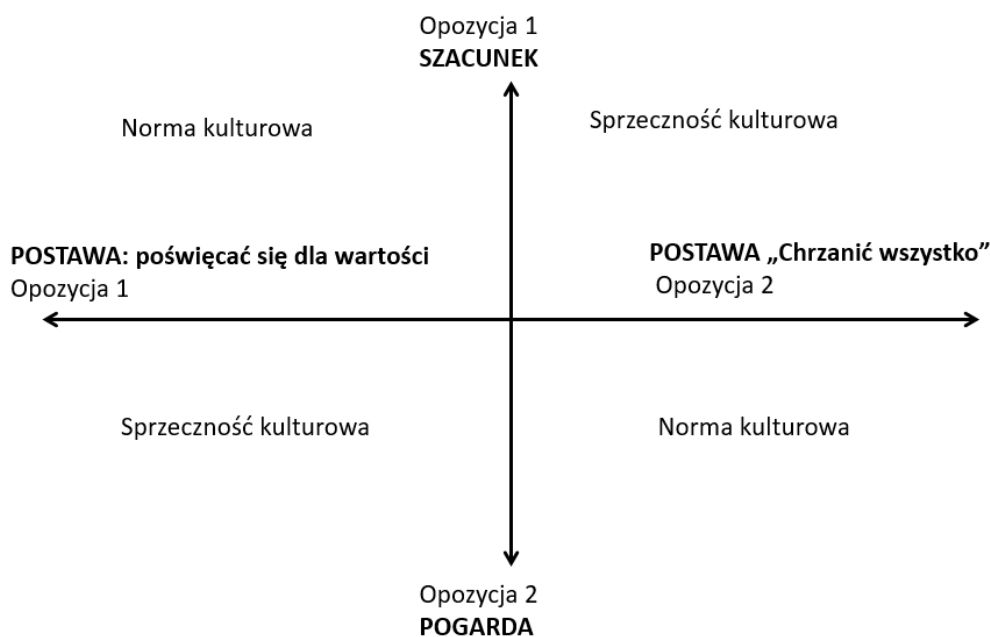 Opozycja 1
SZACUNEK
Norma kulturowa
Sprzeczność kulturowa
POSTAWA: poświęcać się dla wartości
Opozycja 1
POSTAWA „Chrzanić wszystko”
Opozycja 2
Sprzeczność kulturowa
Norma kulturowa
Opozycja 2
POGARDA